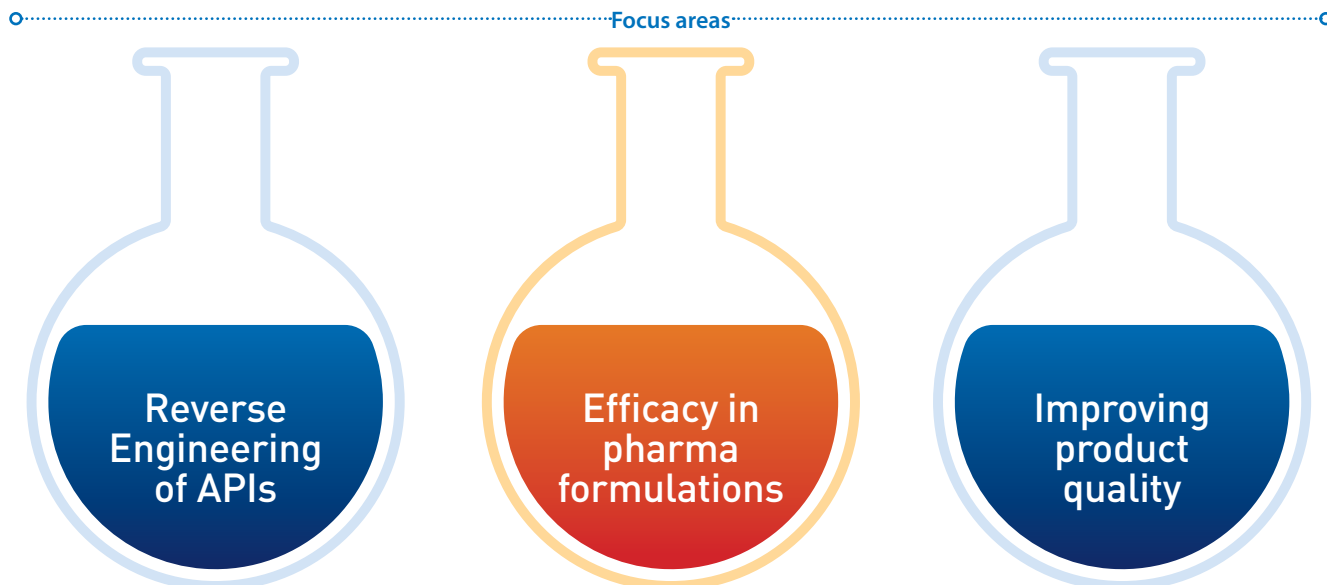 Focus areas
Reverse
Engineering
of APIs
Efficacy in
pharma
formulations
Improving
product
quality